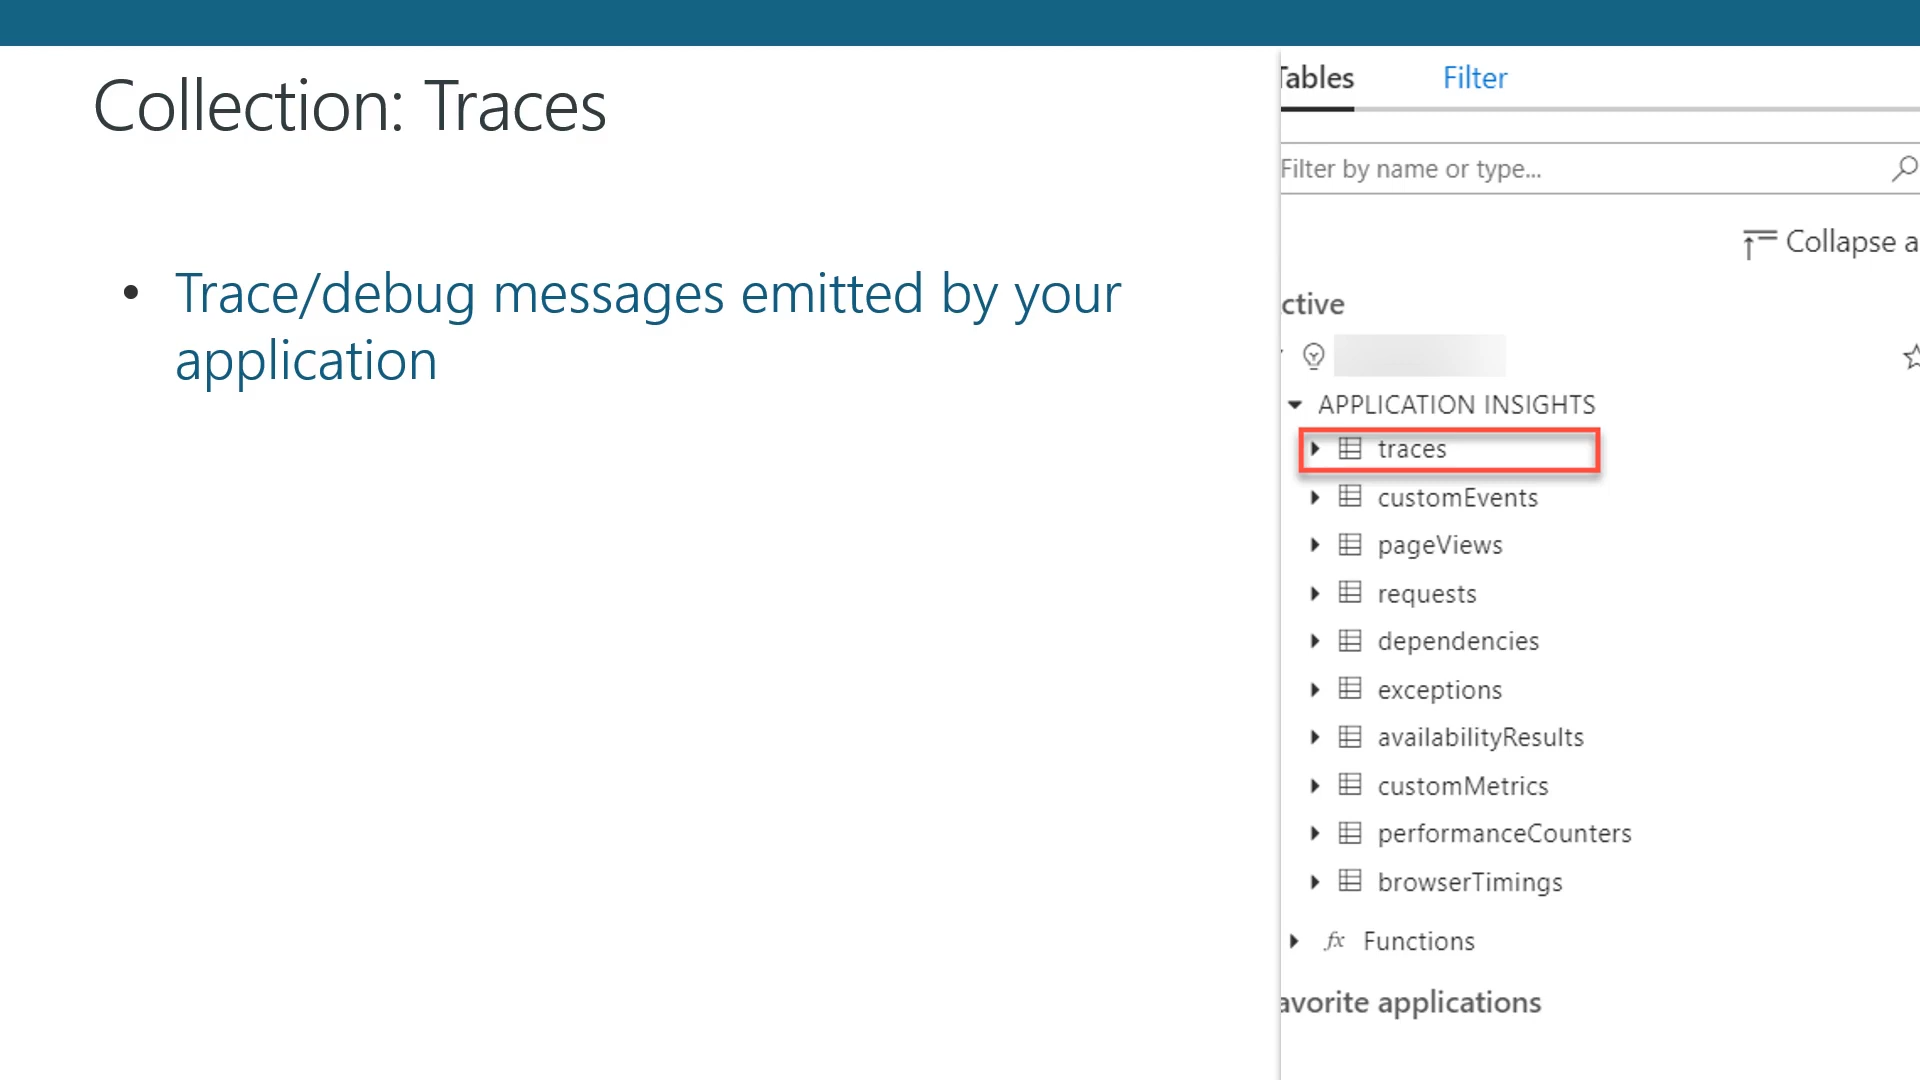 Collection: Traces
• Trace/debug messages emitted by your
application
Tables Filter
Filter by name or type...
Collapse a
ctive
APPLICATION INSIGHTS
traces
customEvents
pageViews
requests
dependencies
exceptions
availabilityResults
customMetrics
performanceCounters
browserTimings
fx Functions
avorite applications